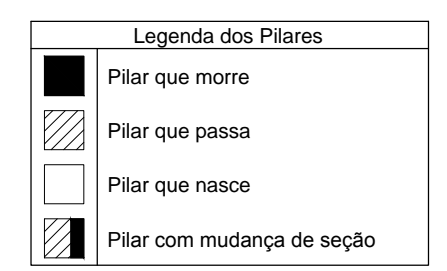 Legenda dos Pilares
Pilar que morre
Pilar que passa
Pilar que nasce
Pilar com mudança de seção